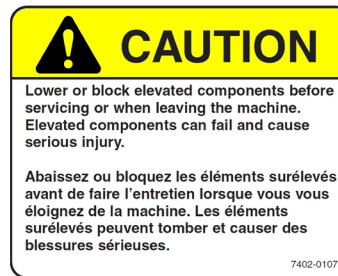 CAUTION
Lower or block elevated components before
servicing or when leaving the machine.
Elevated components can fail and cause
serious injury.
Abaissez ou bloquez les éléments surélevés
avant de faire l'entretien lorsque vous vous
éloignez de la machine. Les éléments
surélevés peuvent tomber et causer des
blessures sérieuses.
7402-0107